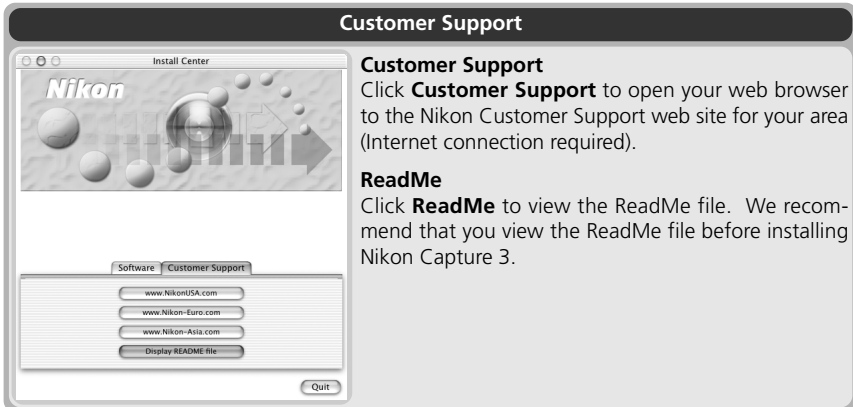 Customer Support
Install Center
Nikon
Software
Customer Support
www.NikonUSA.com
www.Nikon-Euro.com
www.Nikon-Asia.com
Display README file
Quit
Customer Support
Click Customer Support to open your web browser
to the Nikon Customer Support web site for your area
(Internet connection required).
ReadMe
Click ReadMe to view the ReadMe file. We recom-
mend that you view the ReadMe file before installing
Nikon Capture 3.